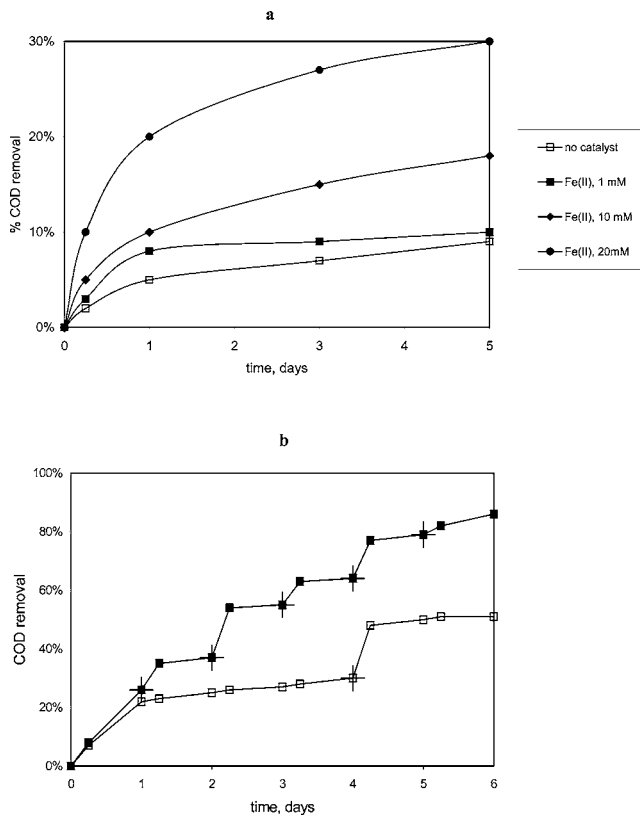 a
30%
20%
10%
0%
% COD removal
0 1 2 3 4 5
time, days
no catalyst
Fe(II), 1 mM
Fe(II), 10 mM
Fe(II), 20mM
b
100%
80%
60%
40%
20%
0%
COD removal
0 1 2 3 4 5 6
time, days